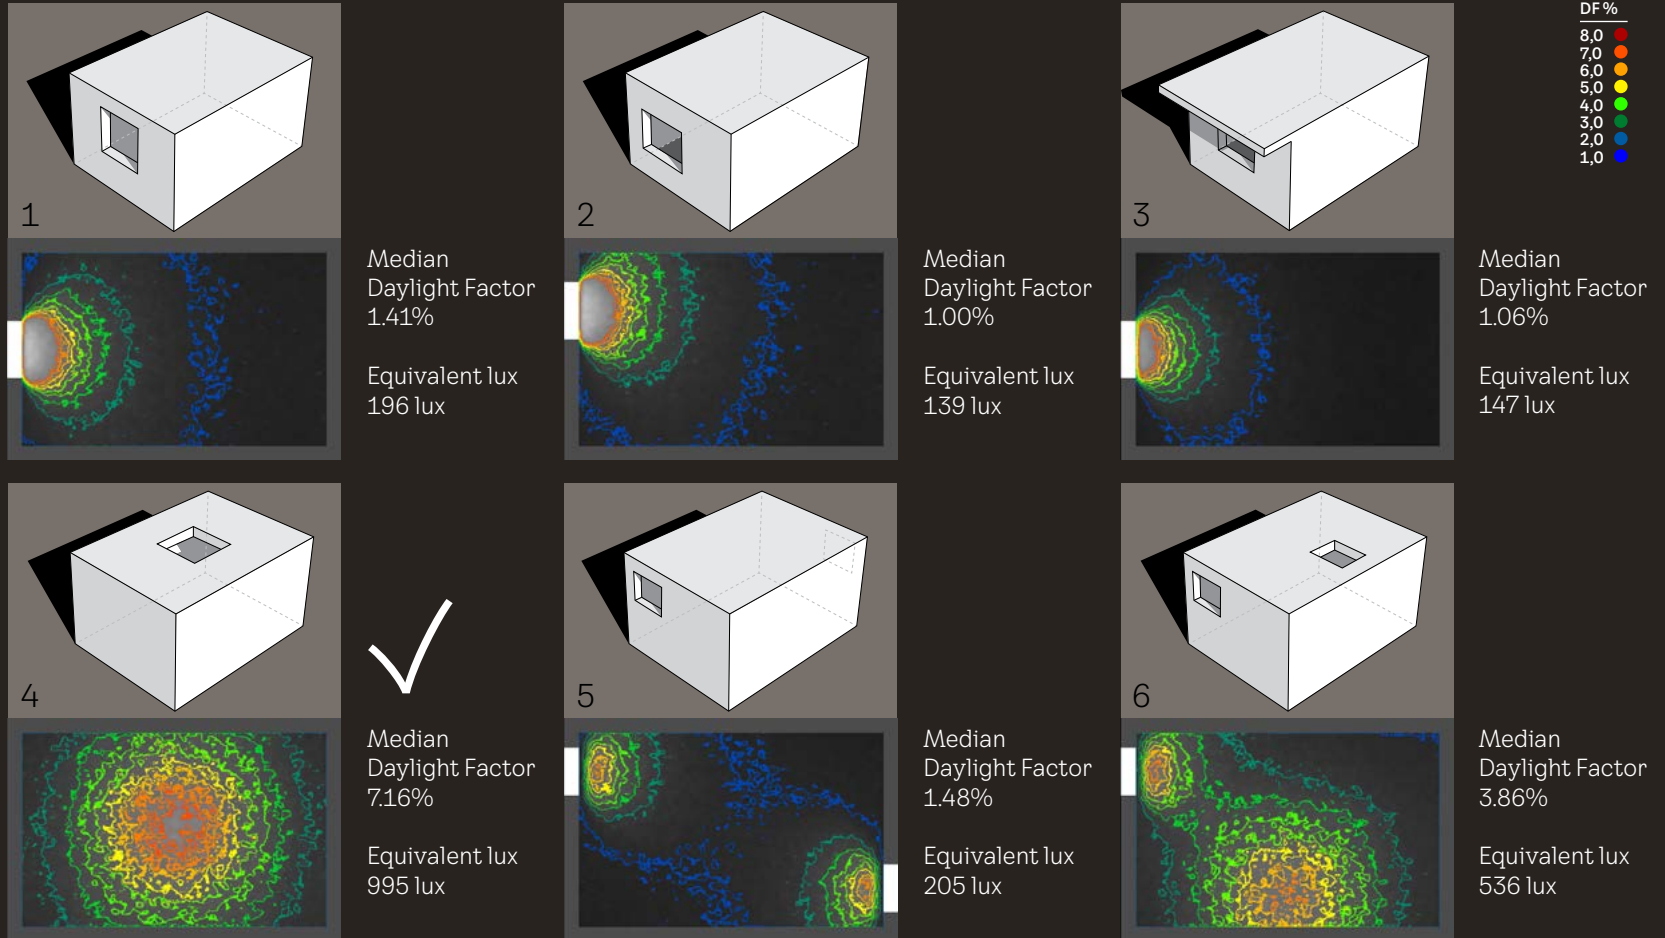 1
Median
Daylight Factor
1.41%
Equivalent lux
196 lux
2
Median
Daylight Factor
1.00%
Equivalent lux
139 lux
3
Median
Daylight Factor
1.06%
Equivalent lux
147 lux
DF%
8,0
7,0
6,0
5,0
4,0
3,0
2,0
1,0
4
Median
Daylight Factor
7.16%
Equivalent lux
995 lux
5
Median
Daylight Factor
1.48%
Equivalent lux
205 lux
6
Median
Daylight Factor
3.86%
Equivalent lux
536 lux